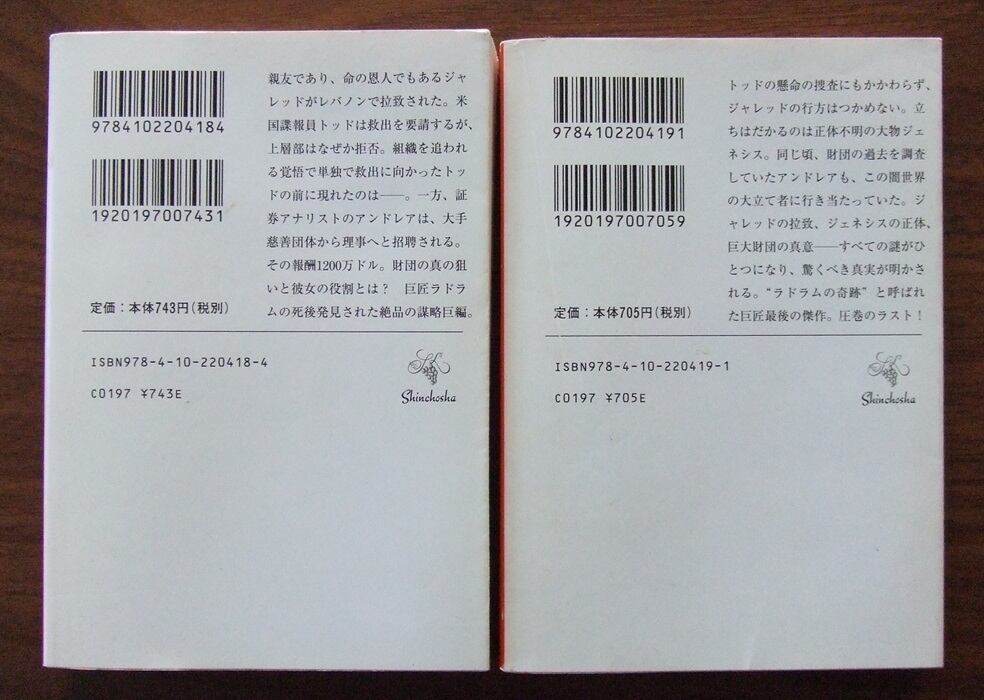 9784102204184
1920197007431
定価：本体743円（税別）
親友であり、命の恩人でもあるジャ
レッドがレバノンで拉致された。米
国諜報員トッドは救出を要請するが、
上層部はなぜか拒否。組織を追われ
る覚悟で単独で救出に向かったトッ
ドの前に現れたのは――。一方、証
券アナリストのアンドレアは、大手
慈善団体から理事へと招聘される。
その報酬1200万ドル。財団の真の狙
いと彼女の役割とは？　巨匠ラドラ
ムの死後発見された絶品の謀略巨編。
ISBN978-4-10-220418-4
C0197 ¥743E
Shinchosha
9784102204191
1920197007059
定価：本体705円（税別）
トッドの懸命の捜査にもかかわらず、
ジャレッドの行方はつかめない。立
ちはだかるのは正体不明の大物ジェ
ネシス。同じ頃、財団の過去を調査
していたアンドレアも、この闇世界
の大立て者に行き当たっていた。ジ
ャレッドの拉致、ジェネシスの正体、
巨大財団の真意――すべての謎がひ
とつになり、驚くべき真実が明かさ
れる。“ラドラムの奇跡”と呼ばれ
た巨匠最後の傑作。圧巻のラスト！
ISBN978-4-10-220419-1
C0197 ¥705E
Shinchosha